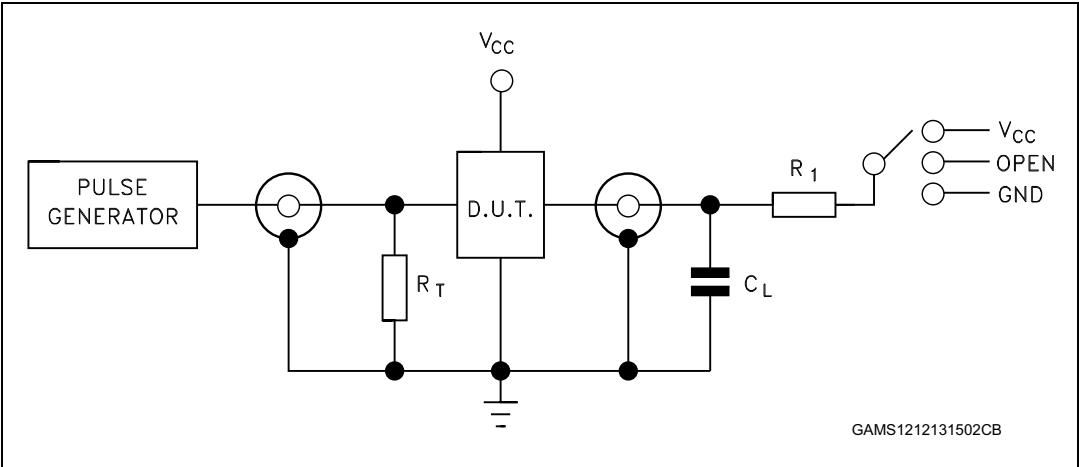 VCC
PULSE
GENERATOR
D.U.T.
RT
CL
R1
VCC
OPEN
GND
GAMS1212131502CB